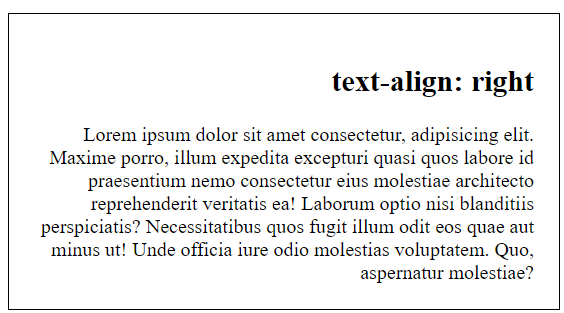 text-align: right
Lorem ipsum dolor sit amet consectetur, adipisicing elit.
Maxime porro, illum expedita excepturi quasi quos labore id
praesentium nemo consectetur eius molestiae architecto
reprehenderit veritatis ea! Laborum optio nisi blanditiis
perspiciatis? Necessitatibus quos fugit illum odit eos quae aut
minus ut! Unde officia iure odio molestias voluptatem. Quo,
aspernatur molestiae?